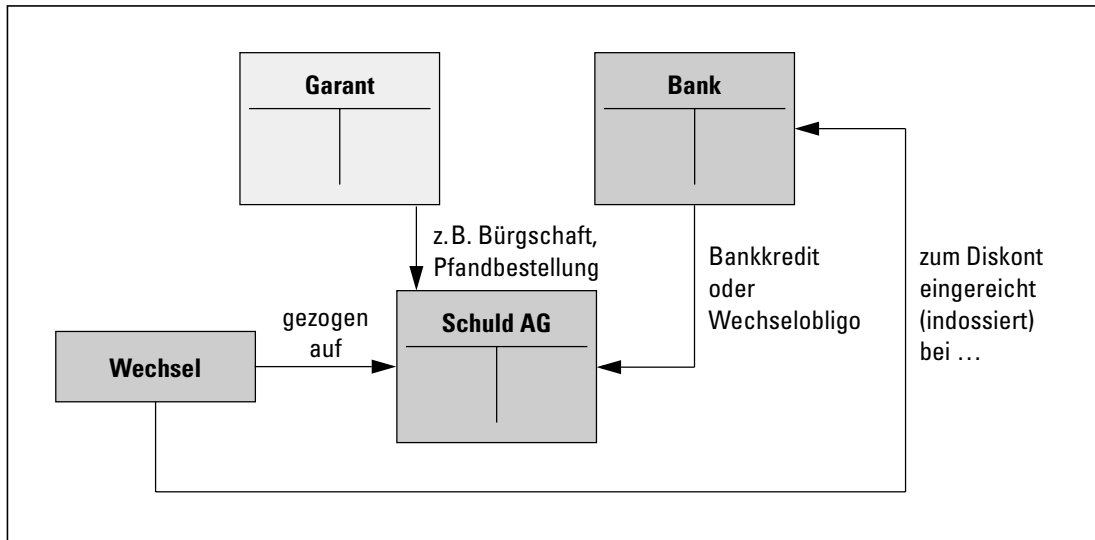 Garant
Bank
z.B. Bürgschaft,
Pfandbestellung
Bankkredit
oder
Wechselobligo
zum Diskont
eingereicht
(indossiert)
bei …
gezogen
auf
Schuld AG
Wechsel